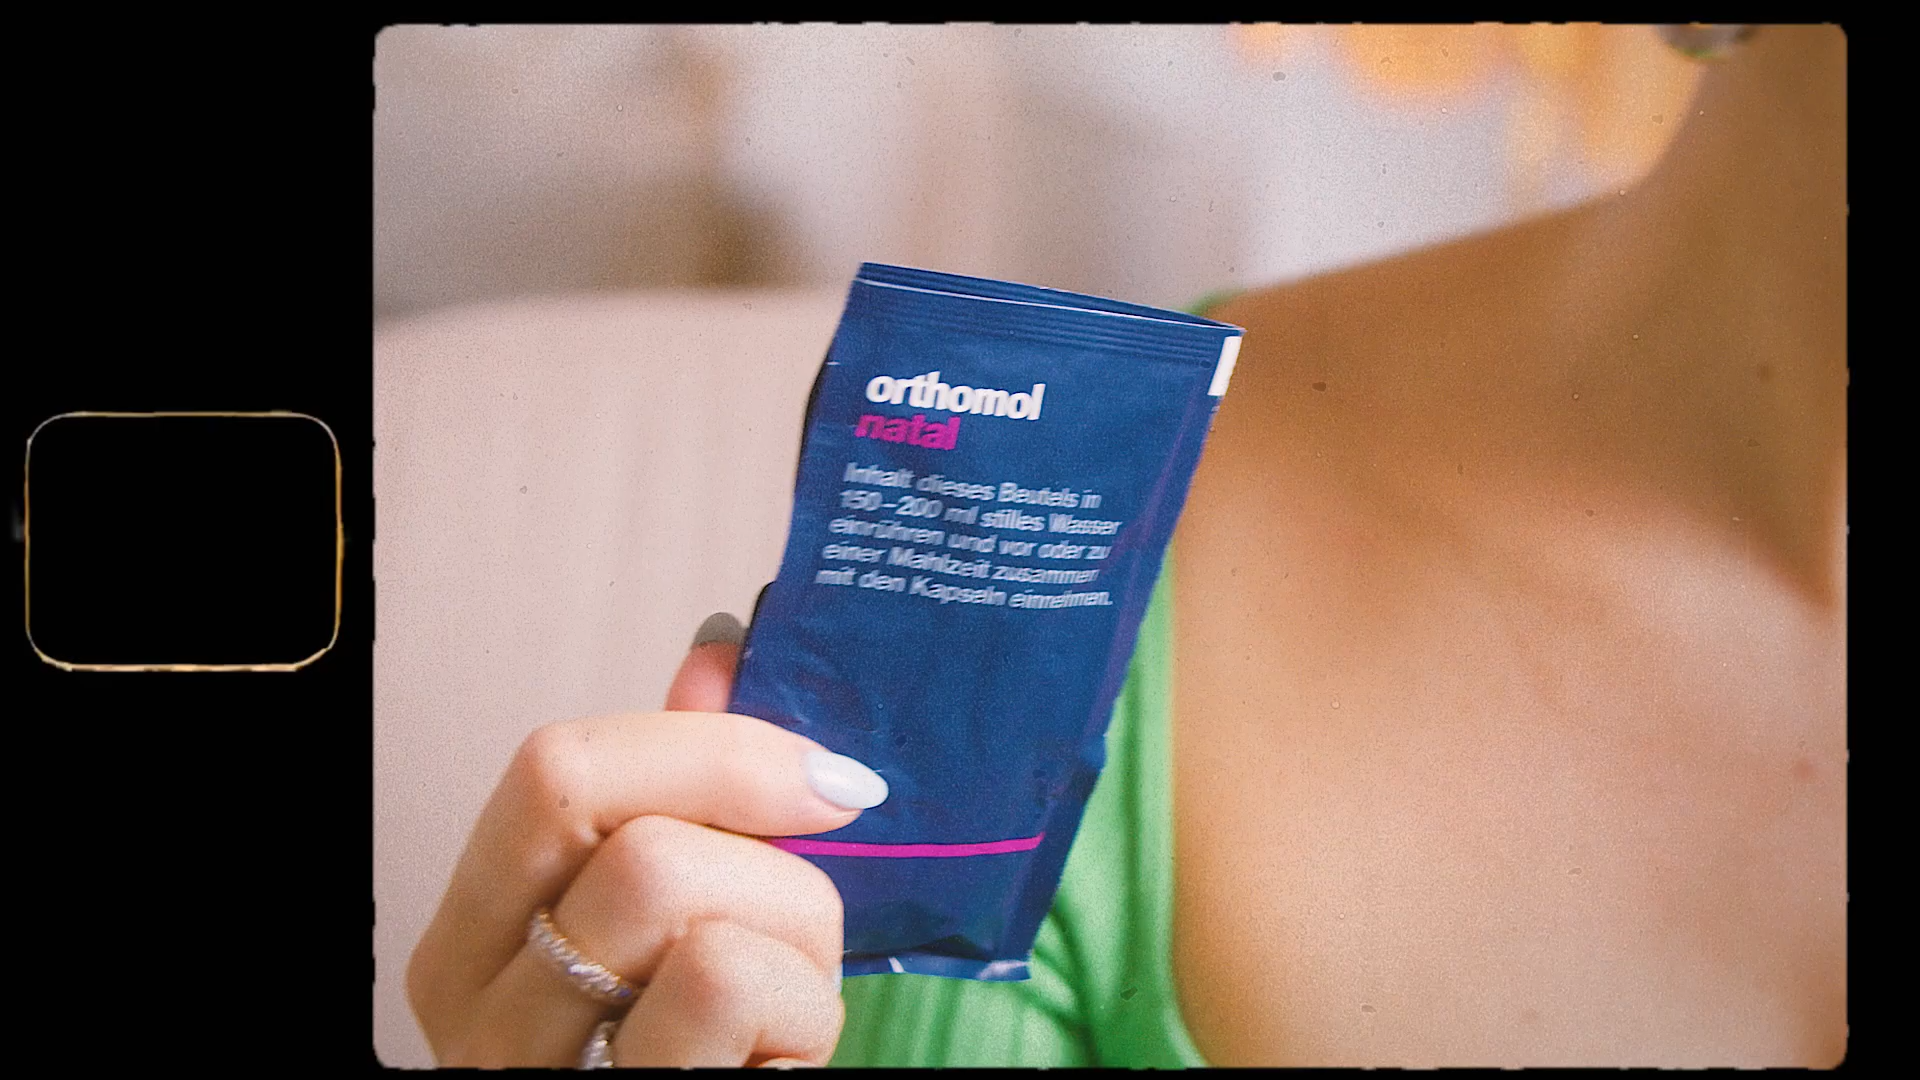 orthomol
natal
Inhalt dieses Beutels in
150-200 ml stilles Wasser
einrühren und vor oder zu
einer Mahlzeit zusammen
mit den Kapseln einnehmen.